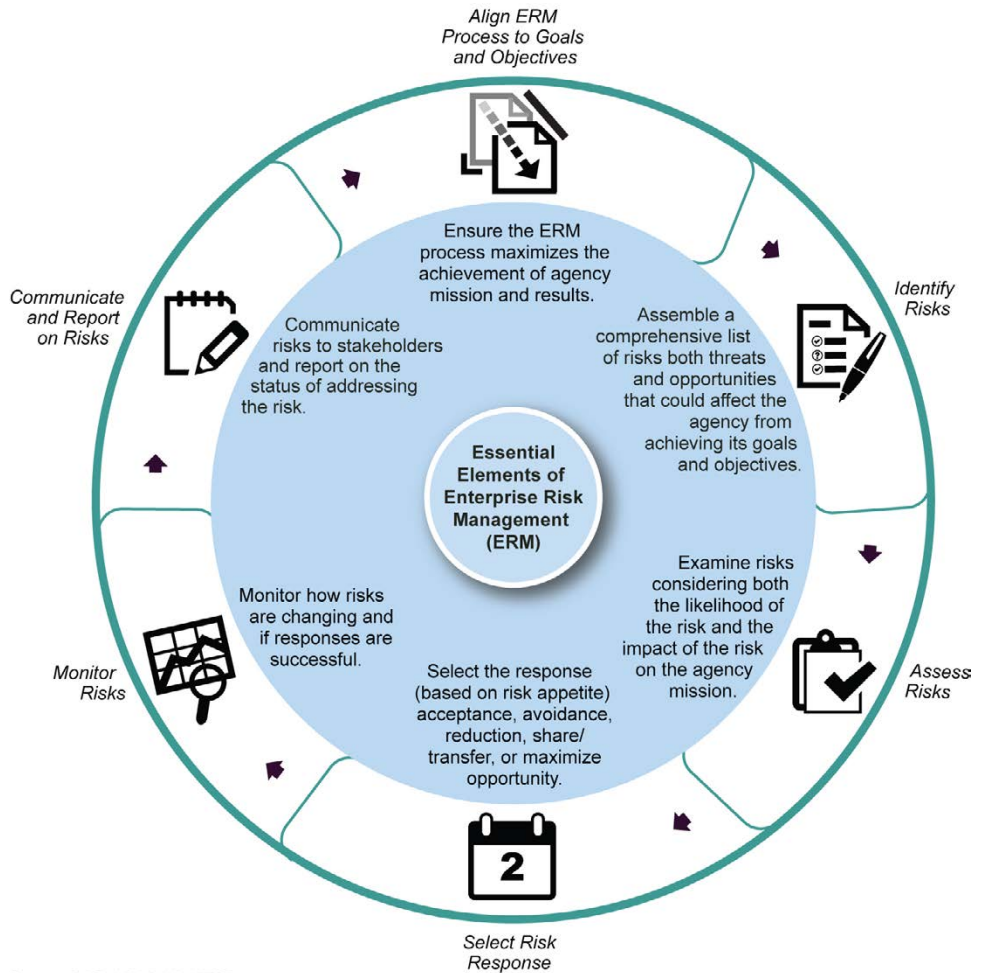 Align ERM
Process to Goals
and Objectives
Ensure the ERM
process maximizes the
achievement of agency
mission and results.
Identify
Risks
Assemble a
comprehensive list
of risks both threats
and opportunities
that could affect the
agency from
achieving its goals
and objectives.
Assess
Risks
Examine risks
considering both
the likelihood of
the risk and the
impact of the risk
on the agency
mission.
Select the response
(based on risk appetite)
acceptance, avoidance,
reduction, share/
transfer, or maximize
opportunity.
2
Select Risk
Response
Monitor
Risks
Monitor how risks
are changing and
if responses are
successful.
Communicate
and Report
on Risks
Communicate
risks to stakeholders
and report on the
status of addressing
the risk.
Essential
Elements of
Enterprise Risk
Management
(ERM)